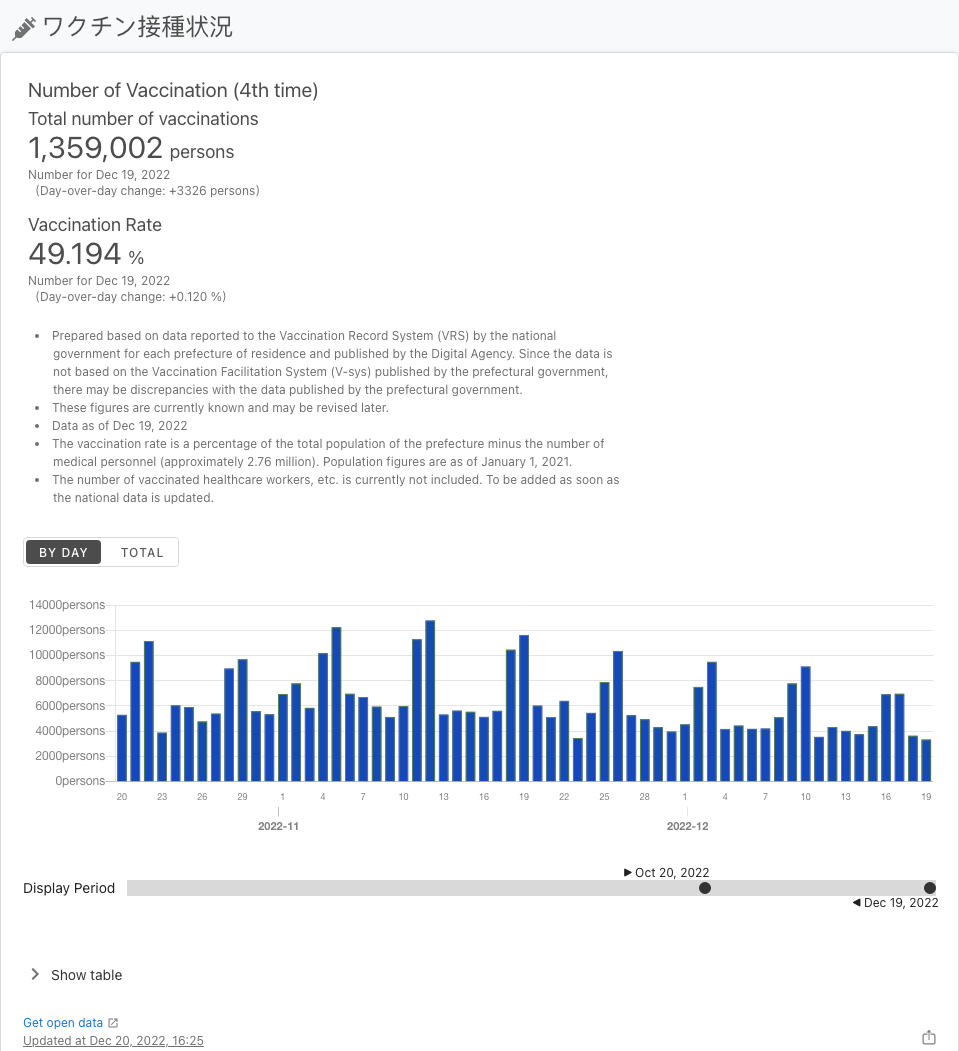 ワクチン接種状況
Number of Vaccination (4th time)
Total number of vaccinations
1,359,002 persons
Number for Dec 19, 2022
(Day-over-day change: +3326 persons)
Vaccination Rate
49.194 %
Number for Dec 19, 2022
(Day-over-day change: +0.120 %)
• Prepared based on data reported to the Vaccination Record System (VRS) by the national
government for each prefecture of residence and published by the Digital Agency. Since the data is
not based on the Vaccination Facilitation System (V-sys) published by the prefectural government,
there may be discrepancies with the data published by the prefectural government.
• These figures are currently known and may be revised later.
• Data as of Dec 19, 2022
• The vaccination rate is a percentage of the total population of the prefecture minus the number of
medical personnel (approximately 2.76 million). Population figures are as of January 1, 2021.
• The number of vaccinated healthcare workers, etc. is currently not included. To be added as soon as
the national data is updated.
BY DAY TOTAL
14000persons
12000persons
10000persons
8000persons
6000persons
4000persons
2000persons
0persons
20 23 26 29 1 4 7 10 13 16 19 22 25 28 1 4 7 10 13 16 19
2022-11 2022-12
▶ Oct 20, 2022
Display Period
◀ Dec 19, 2022
Show table
Get open data
Updated at Dec 20, 2022, 16:25